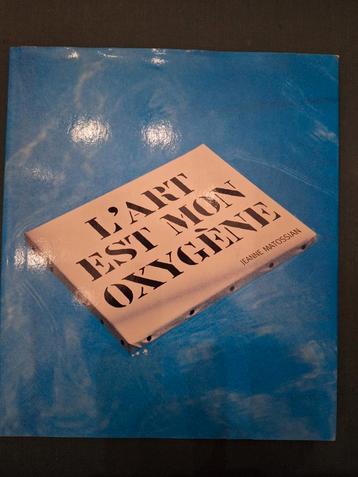 L'ART
EST MON
OXYGÈNE
JEANNE MATOSSIAN